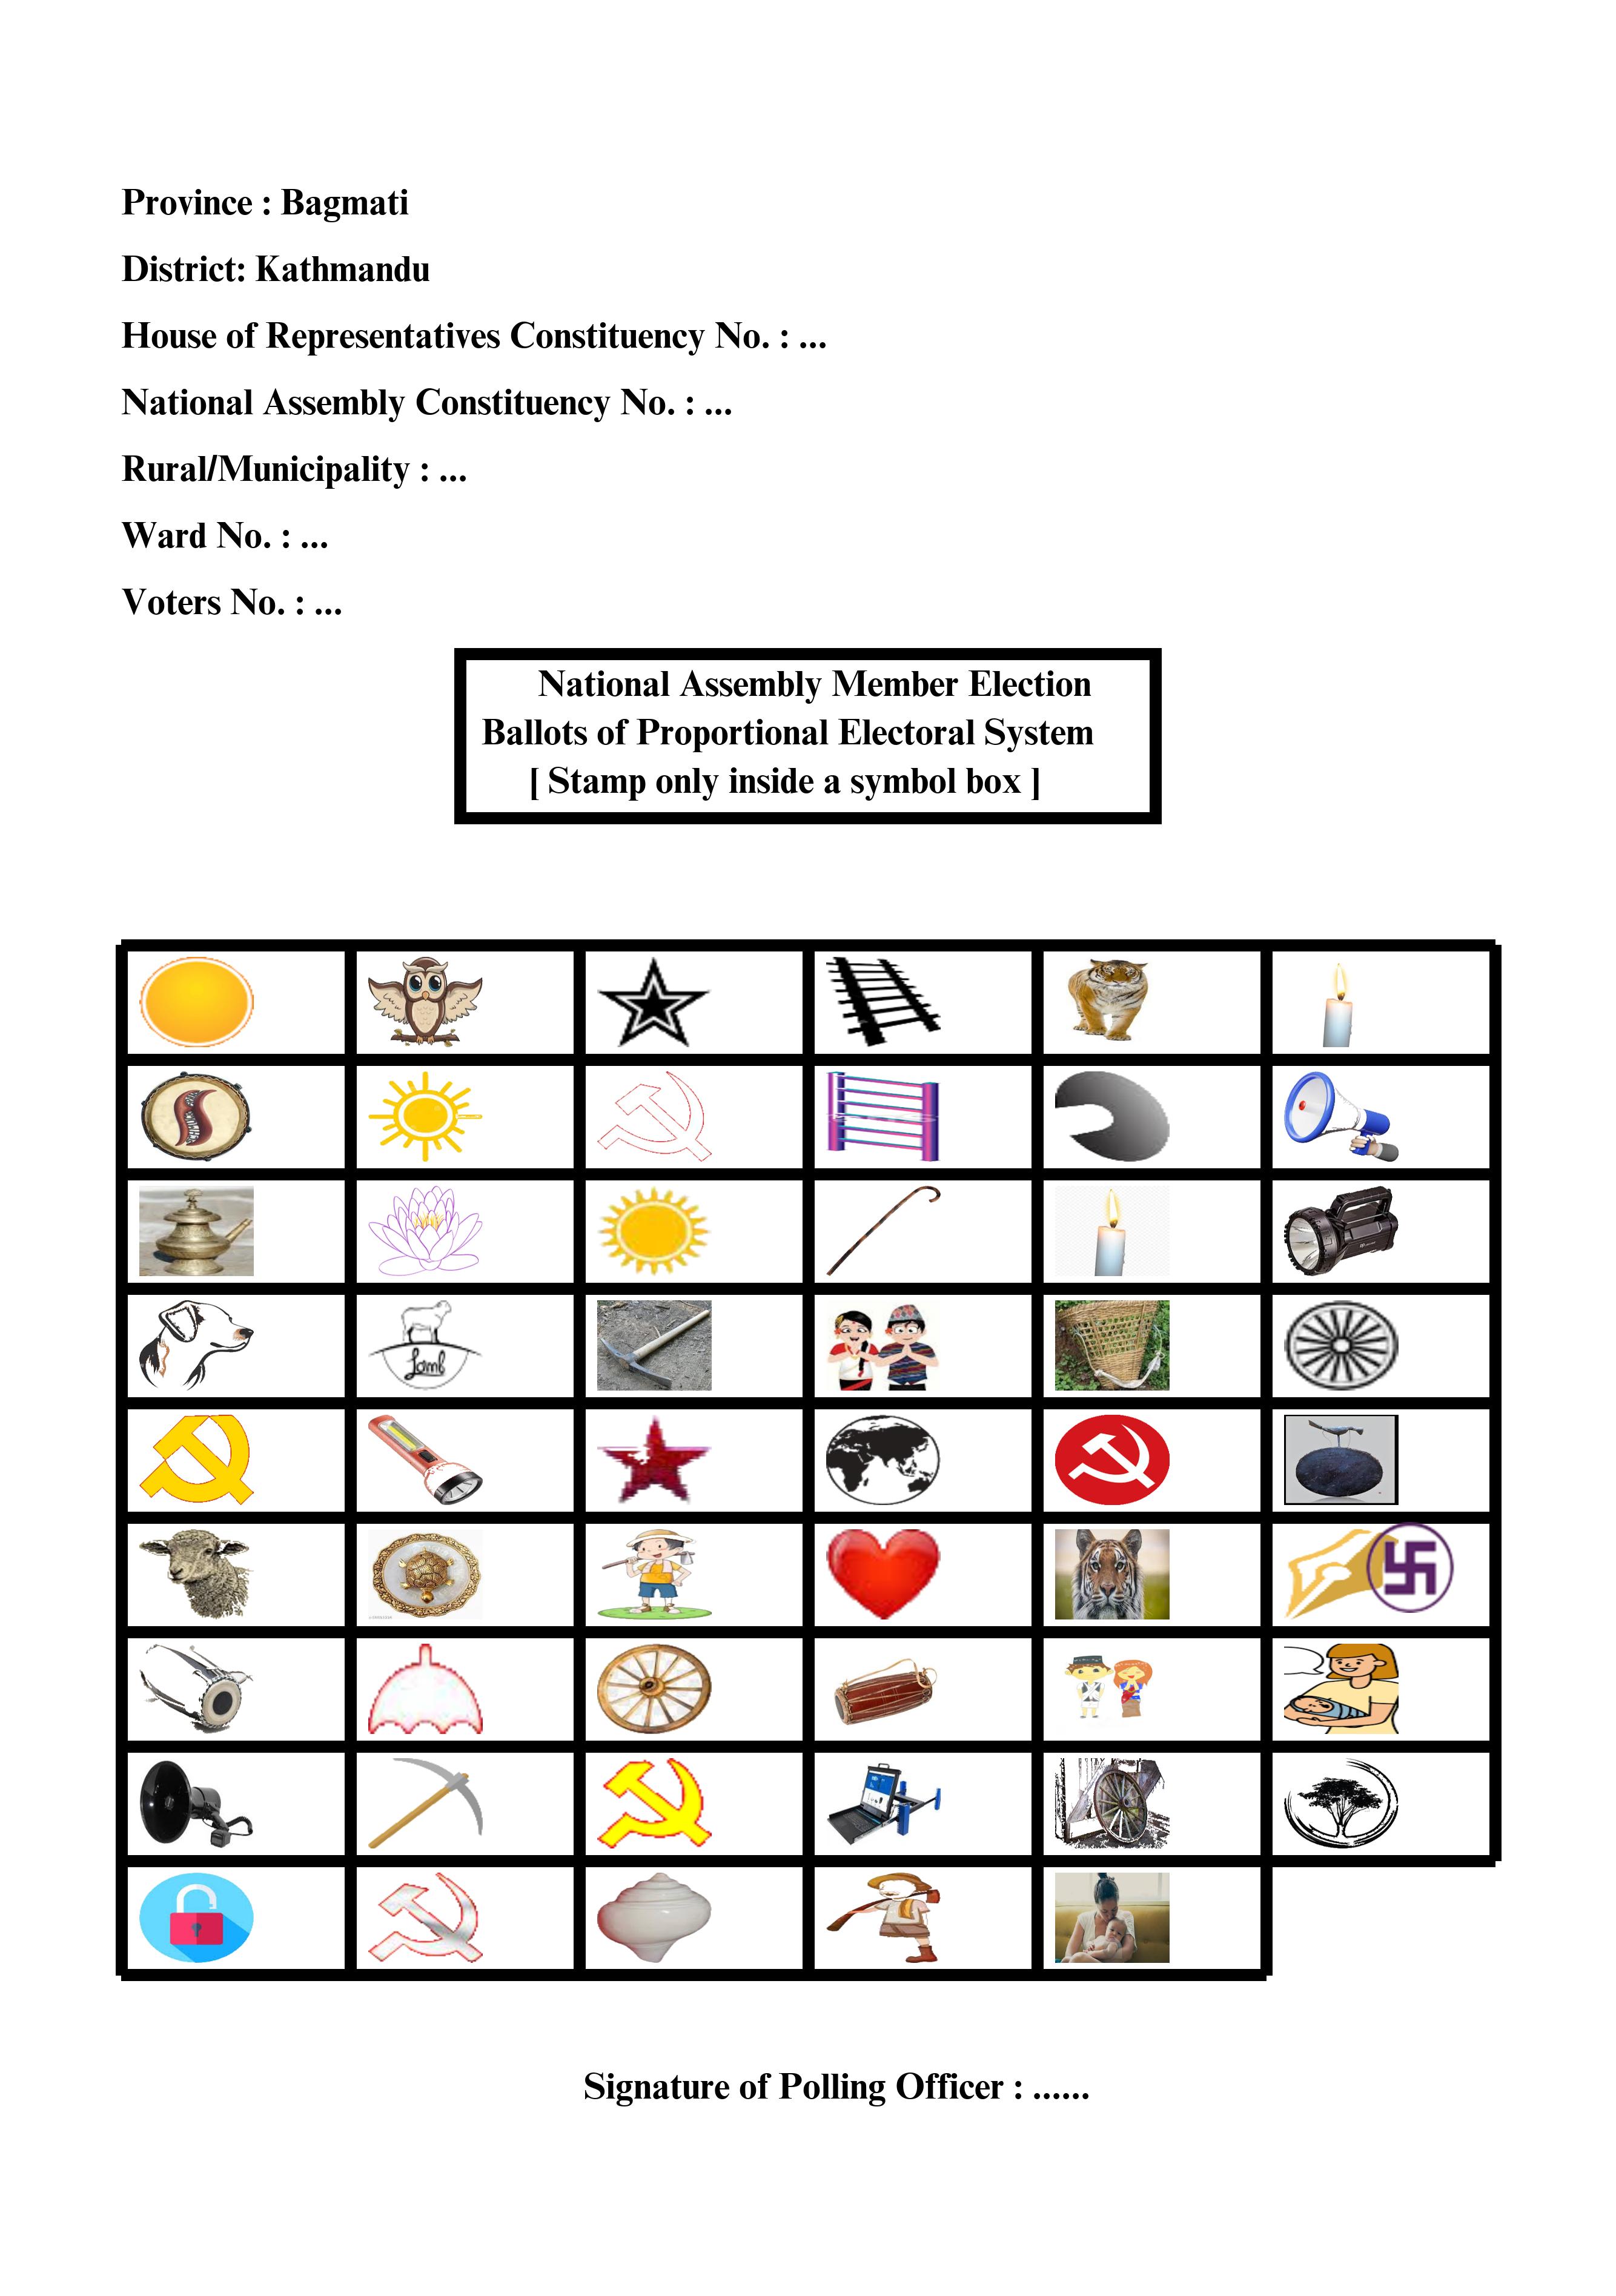 Province : Bagmati
District: Kathmandu
House of Representatives Constituency No. : ...
National Assembly Constituency No. : ...
Rural/Municipality : ...
Ward No. : ...
Voters No. : ...
National Assembly Member Election
Ballots of Proportional Electoral System
[ Stamp only inside a symbol box ]
Lamb
Signature of Polling Officer : ......